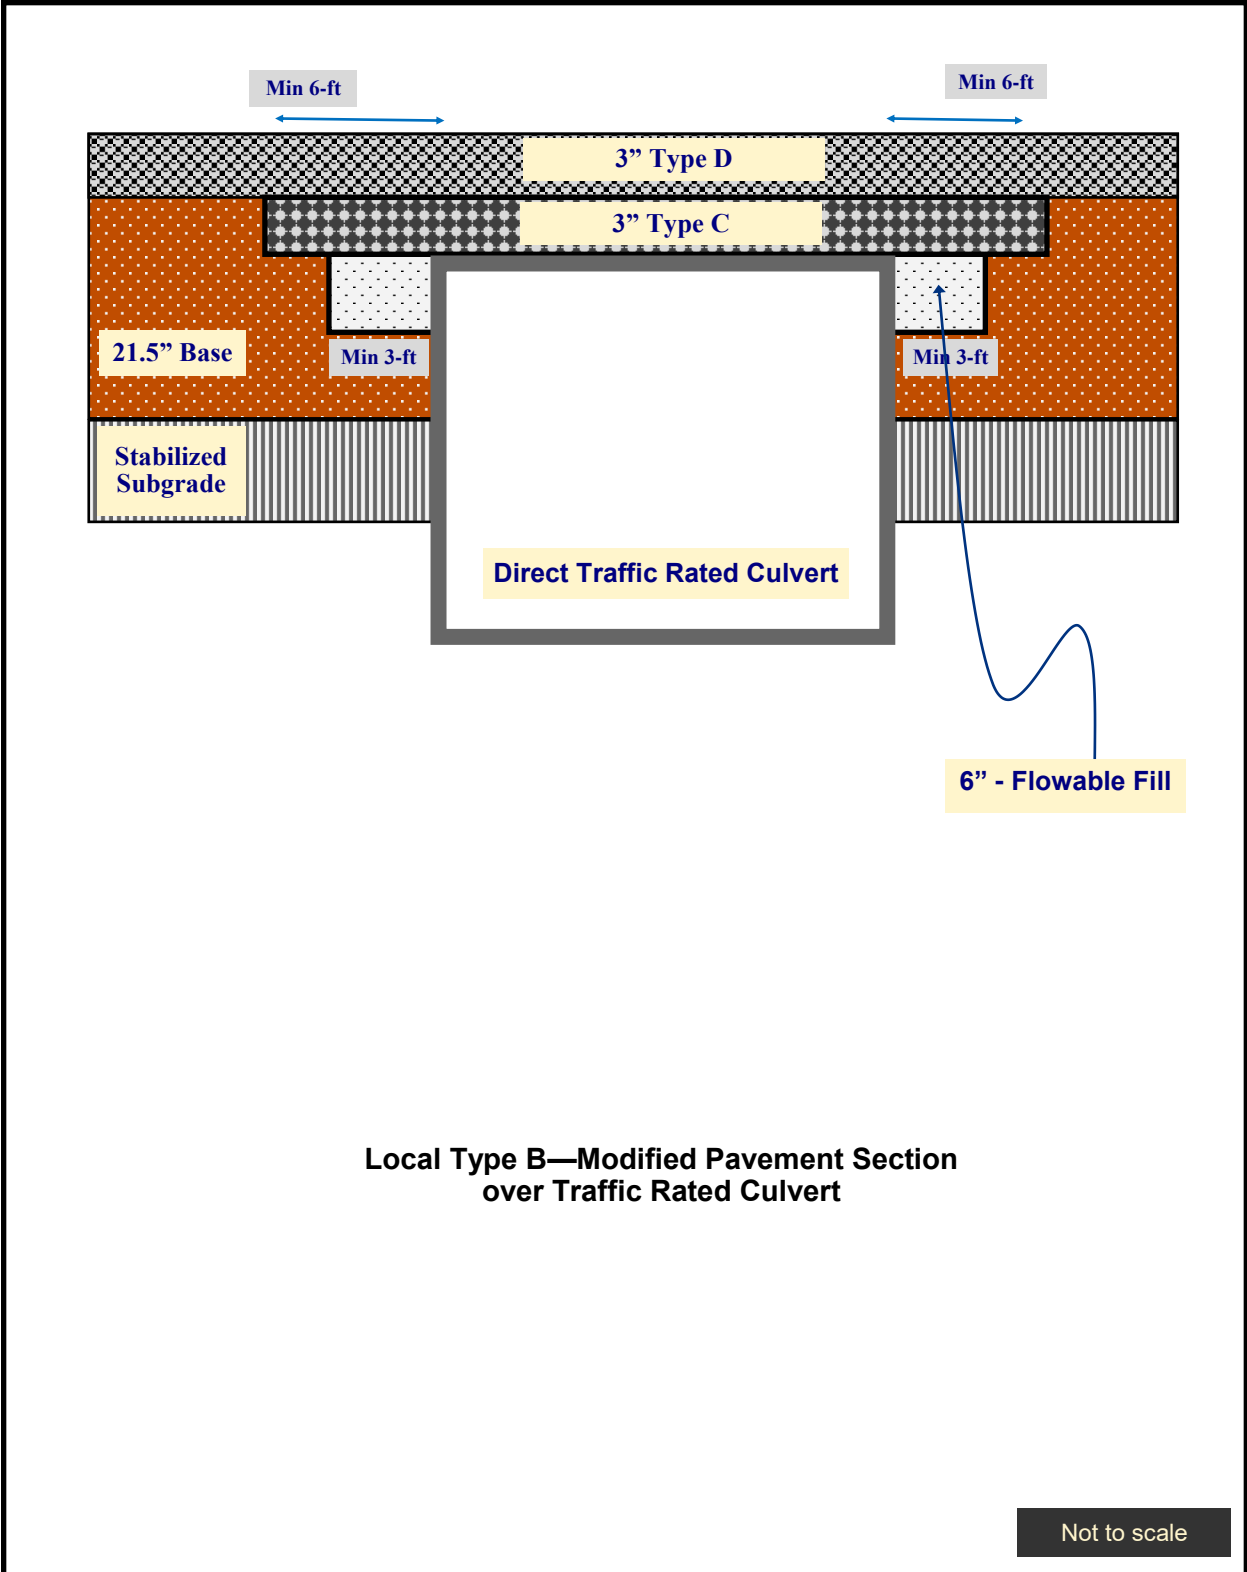 Min 6-ft
Min 6-ft
3” Type D
3” Type C
21.5” Base
Min 3-ft
Min 3-ft
Stabilized
Subgrade
Direct Traffic Rated Culvert
6” - Flowable Fill
Local Type B—Modified Pavement Section
over Traffic Rated Culvert
Not to scale